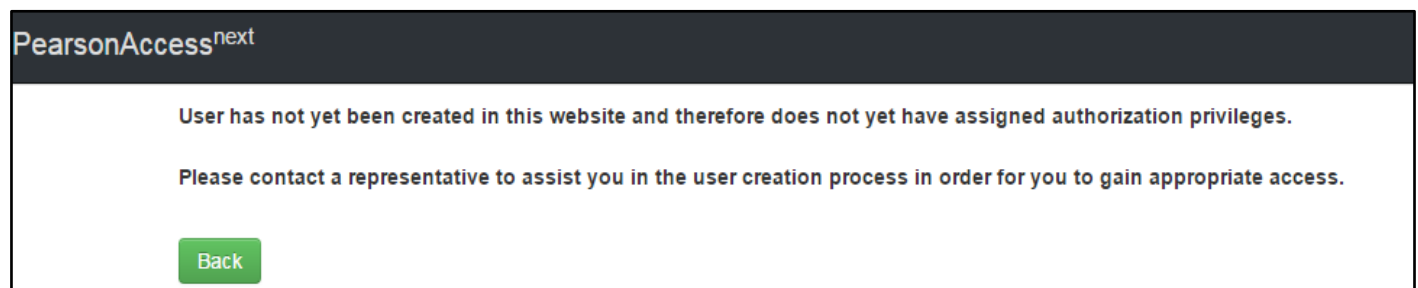 PearsonAccessnext
User has not yet been created in this website and therefore does not yet have assigned authorization privileges.
Please contact a representative to assist you in the user creation process in order for you to gain appropriate access.
Back